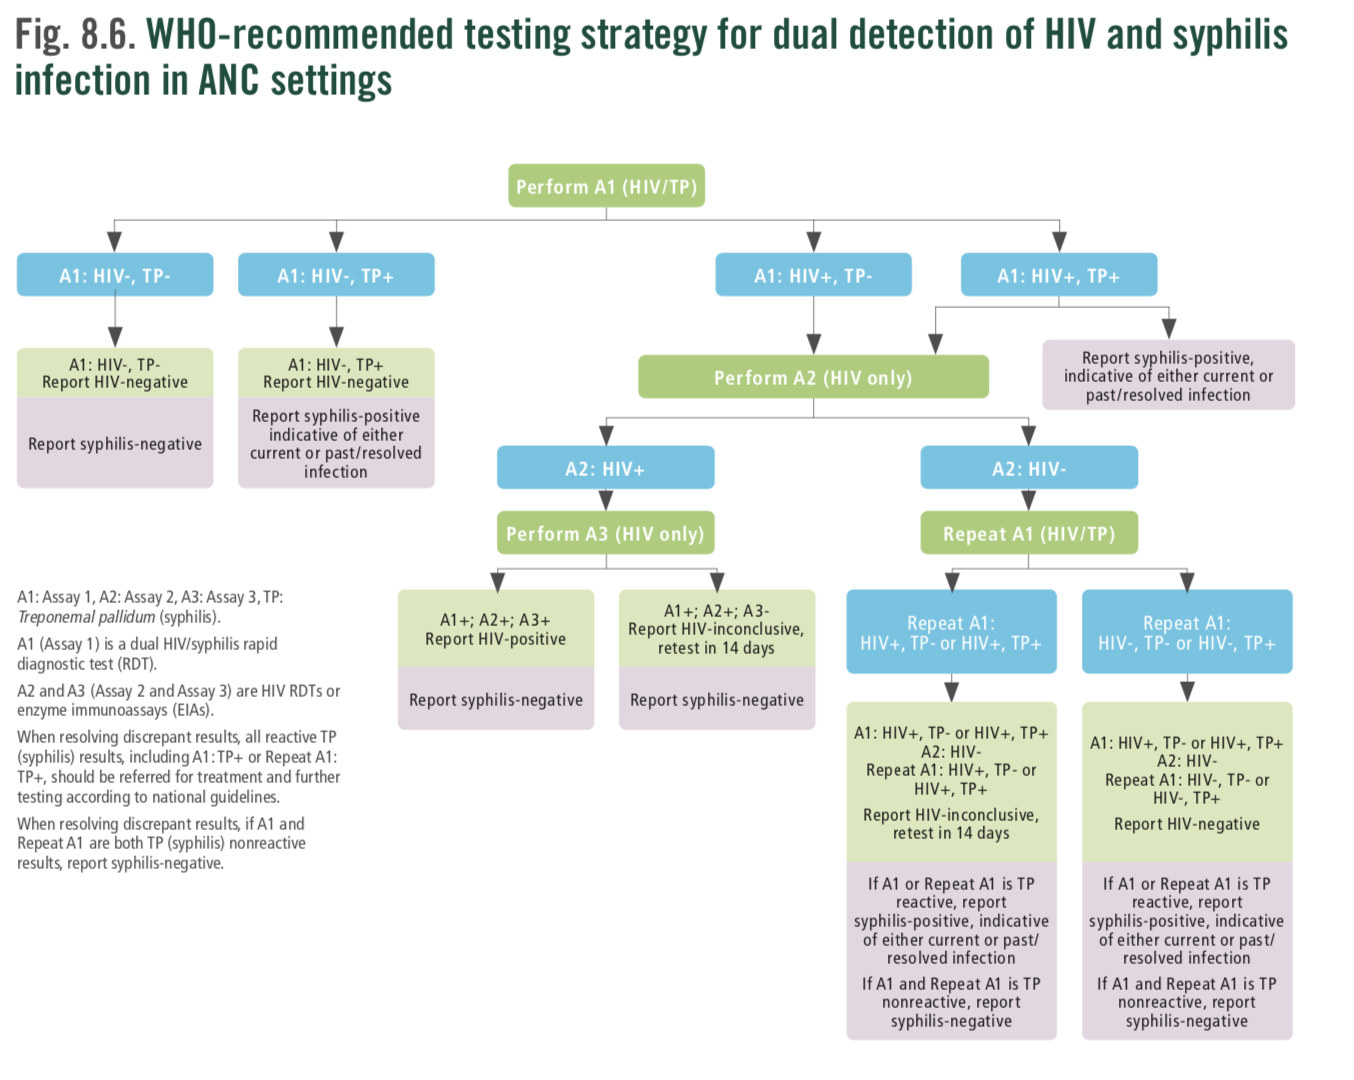 Fig. 8.6. WHO-recommended testing strategy for dual detection of HIV and syphilis
infection in ANC settings
Perform A1 (HIV/TP)
A1: HIV-, TP-
A1: HIV-, TP+
A1: HIV+, TP-
A1: HIV+, TP+
A1: HIV-, TP-
Report HIV-negative
Report syphilis-negative
A1: HIV-, TP+
Report HIV-negative
Report syphilis-positive
indicative of either
current or past/resolved
infection
Perform A2 (HIV only)
Report syphilis-positive,
indicative of either current or
past/resolved infection
A2: HIV+
A2: HIV-
Perform A3 (HIV only)
Repeat A1 (HIV/TP)
A1+; A2+; A3+
Report HIV-positive
Report syphilis-negative
A1+; A2+; A3-
Report HIV-inconclusive,
retest in 14 days
Report syphilis-negative
Repeat A1:
HIV+, TP- or HIV+, TP+
Repeat A1:
HIV-, TP- or HIV-, TP+
A1: HIV+, TP- or HIV+, TP+
A2: HIV-
Repeat A1: HIV+, TP- or
HIV+, TP+
Report HIV-inconclusive,
retest in 14 days
If A1 or Repeat A1 is TP
reactive, report
syphilis-positive, indicative
of either current or past/
resolved infection
If A1 and Repeat A1 is TP
nonreactive, report
syphilis-negative
A1: HIV+, TP- or HIV+, TP+
A2: HIV-
Repeat A1: HIV-, TP- or
HIV-, TP+
Report HIV-negative
If A1 or Repeat A1 is TP
reactive, report
syphilis-positive, indicative
of either current or past/
resolved infection
If A1 and Repeat A1 is TP
nonreactive, report
syphilis-negative
A1: Assay 1, A2: Assay 2, A3: Assay 3, TP:
Treponemal pallidum (syphilis).
A1 (Assay 1) is a dual HIV/syphilis rapid
diagnostic test (RDT).
A2 and A3 (Assay 2 and Assay 3) are HIV RDTs or
enzyme immunoassays (EIAs).
When resolving discrepant results, all reactive TP
(syphilis) results, including A1: TP+ or Repeat A1:
TP+, should be referred for treatment and further
testing according to national guidelines.
When resolving discrepant results, if A1 and
Repeat A1 are both TP (syphilis) nonreactive
results, report syphilis-negative.